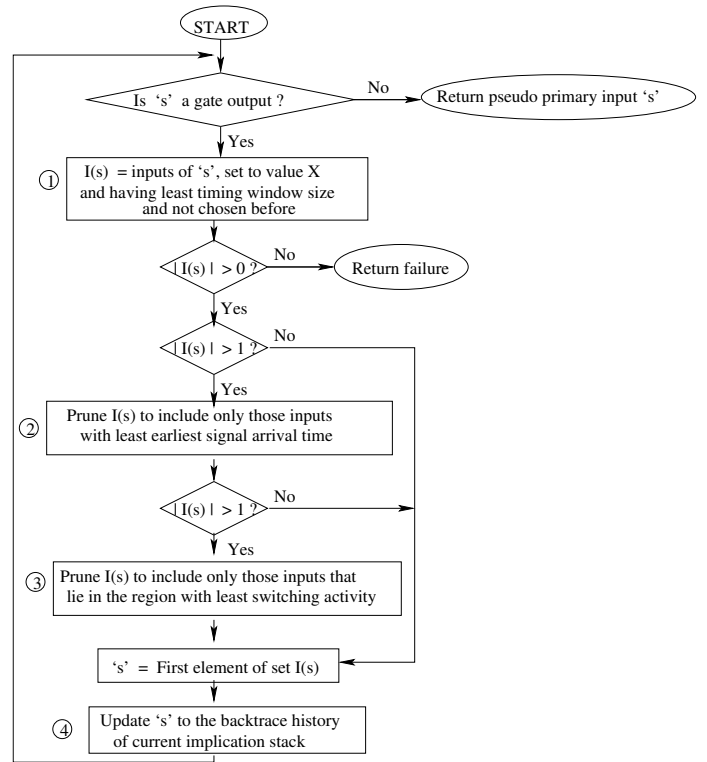 START
Is ‘s’ a gate output ?
No
Return pseudo primary input ‘s’
Yes
1
I(s) = inputs of ‘s’, set to value X
and having least timing window size
and not chosen before
| I(s) | > 0 ?
No
Return failure
Yes
| I(s) | > 1 ?
No
Yes
2
Prune I(s) to include only those inputs
with least earliest signal arrival time
| I(s) | > 1 ?
No
Yes
3
Prune I(s) to include only those inputs that
lie in the region with least switching activity
‘s’ = First element of set I(s)
4
Update ‘s’ to the backtrace history
of current implication stack